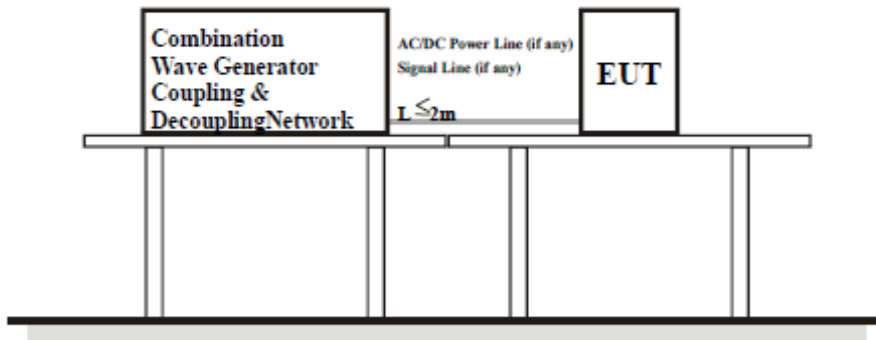 Combination
Wave Generator
Coupling &
DecouplingNetwork
AC/DC Power Line (if any)
Signal Line (if any)
L ≤2m
EUT